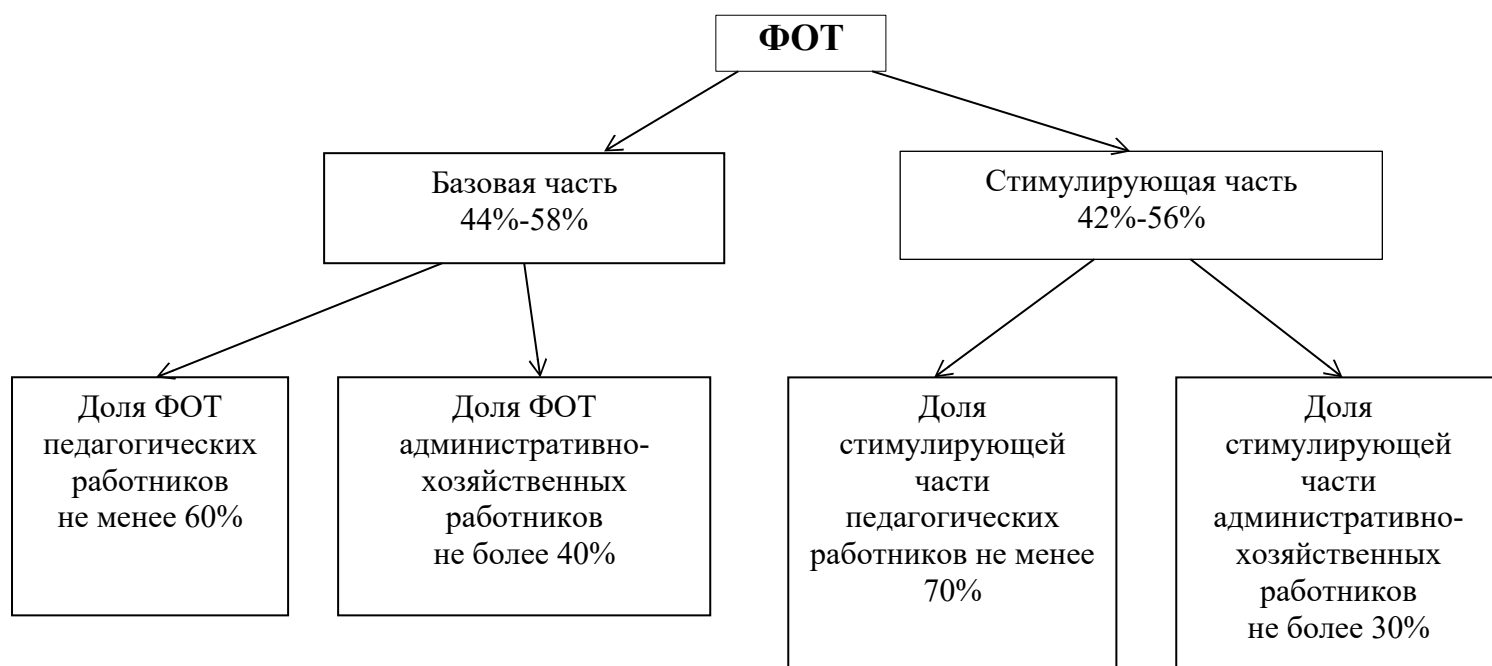 ФОТ
Базовая часть
44%-58%
Стимулирующая часть
42%-56%
Доля ФОТ
педагогических
работников
не менее 60%
Доля ФОТ
административно-
хозяйственных
работников
не более 40%
Доля
стимулирующей
части
педагогических
работников не менее
70%
Доля
стимулирующей
части
административно-
хозяйственных
работников
не более 30%